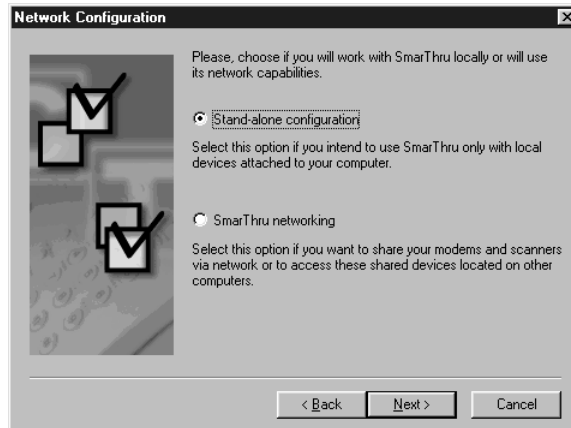 Network Configuration
Please, choose if you will work with SmarThru locally or will use
its network capabilities.
Stand-alone configuration
Select this option if you intend to use SmarThru only with local
devices attached to your computer.
SmarThru networking
Select this option if you want to share your modems and scanners
via network or to access these shared devices located on other
computers.
< Back Next > Cancel